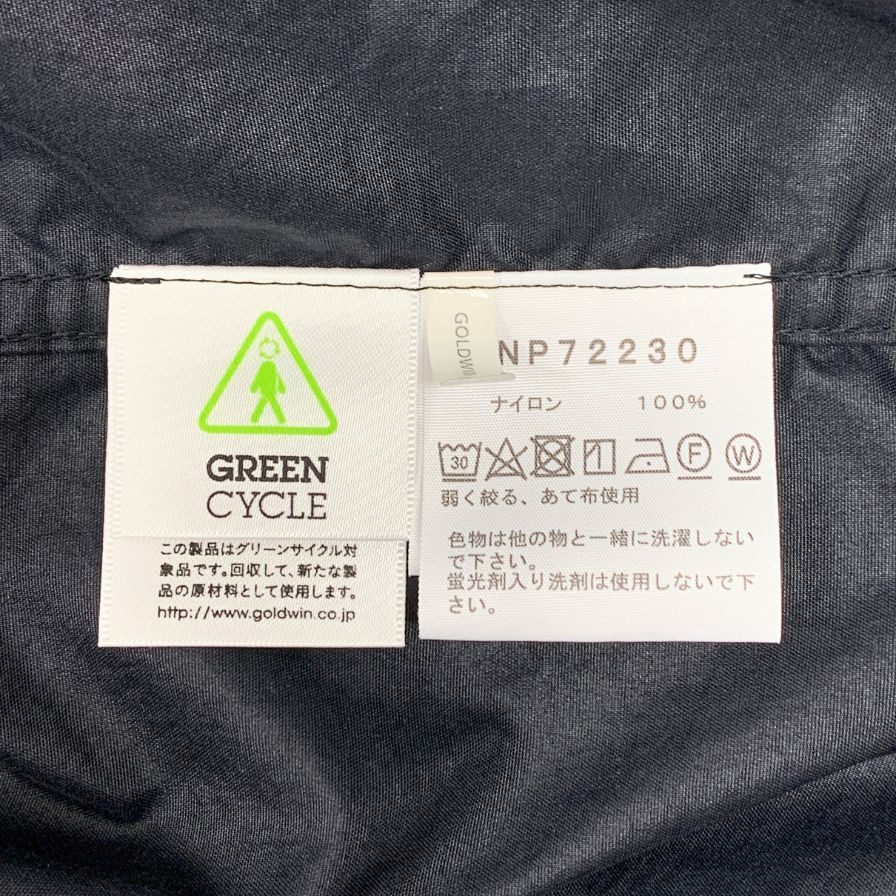 GREEN
CYCLE
この製品はグリーンサイクル対
象品です。回収して、新たな製
品の原材料として使用します。
http://www.goldwin.co.jp
GOLDWIN
NP72230
ナイロン 100%
30 F W
弱く絞る、あて布使用
色物は他の物と一緒に洗濯しない
で下さい。
蛍光剤入り洗剤は使用しないで下
さい。